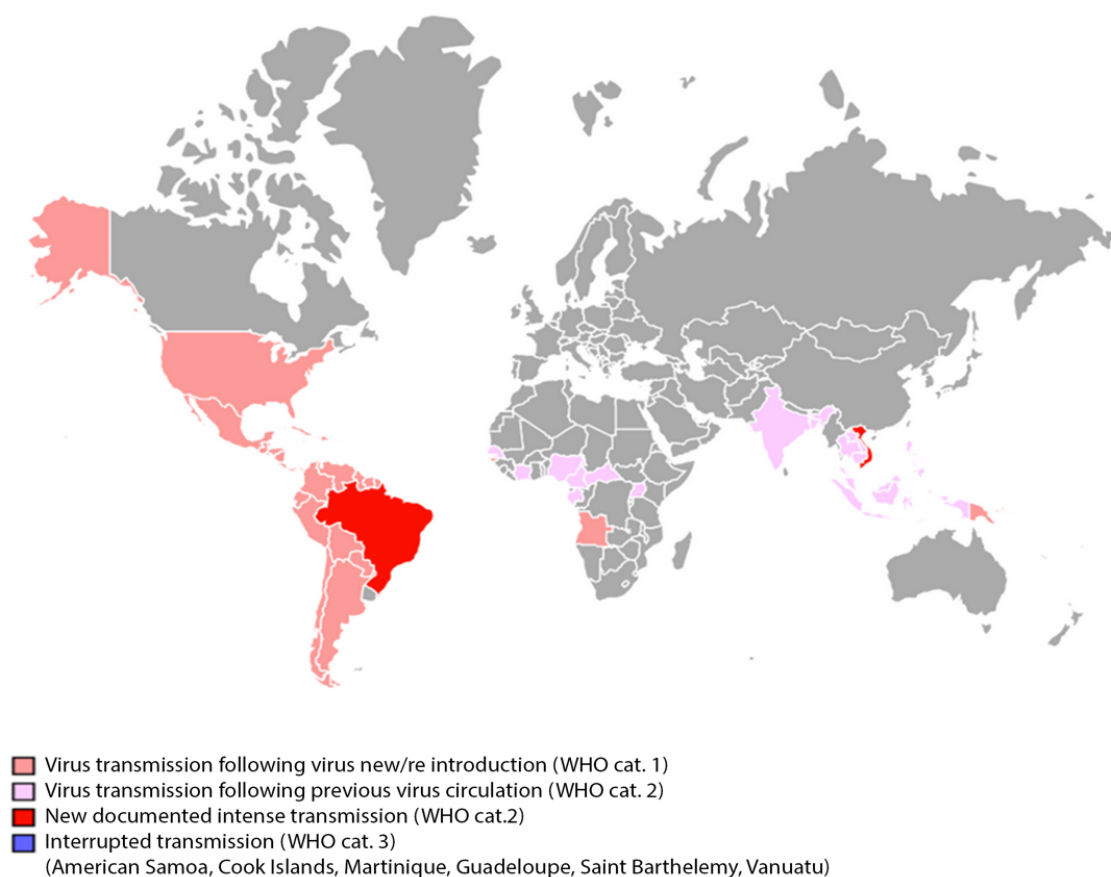 Virus transmission following virus new/re introduction (WHO cat. 1)
Virus transmission following previous virus circulation (WHO cat. 2)
New documented intense transmission (WHO cat.2)
Interrupted transmission (WHO cat. 3)
(American Samoa, Cook Islands, Martinique, Guadeloupe, Saint Barthelemy, Vanuatu)